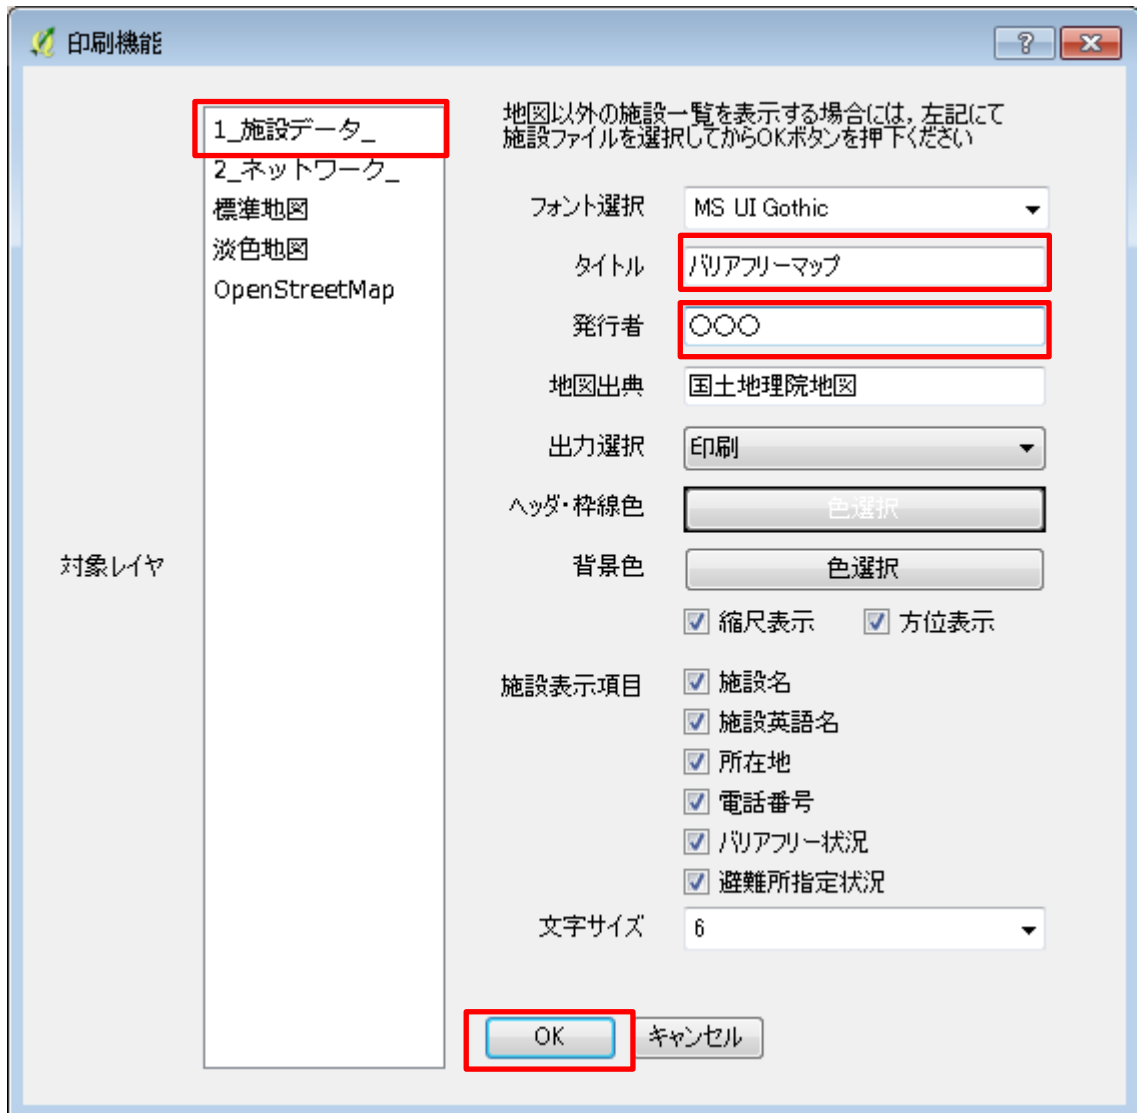 印刷機能
1_施設データ_
2_ネットワーク_
標準地図
淡色地図
OpenStreetMap
対象レイヤ
地図以外の施設一覧を表示する場合には, 左記にて
施設ファイルを選択してからOKボタンを押下ください
フォント選択 MS UI Gothic
タイトル バリアフリーマップ
発行者 〇〇〇
地図出典 国土地理院地図
出力選択 印刷
ヘッダ・枠線色 色選択
背景色 色選択
縮尺表示 方位表示
施設表示項目 施設名
施設英語名
所在地
電話番号
バリアフリー状況
避難所指定状況
文字サイズ 6
OK キャンセル